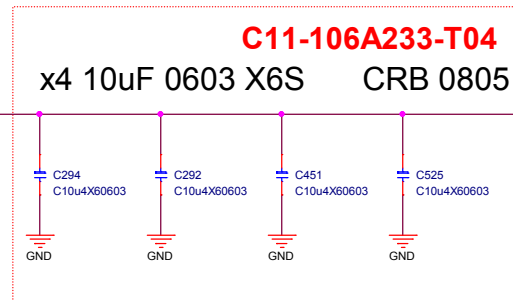 C11-106A233-T04
x4 10uF 0603 X6S CRB 0805
C294 C292 C451 C525
C10u4X60603 C10u4X60603 C10u4X60603 C10u4X60603
GND GND GND GND